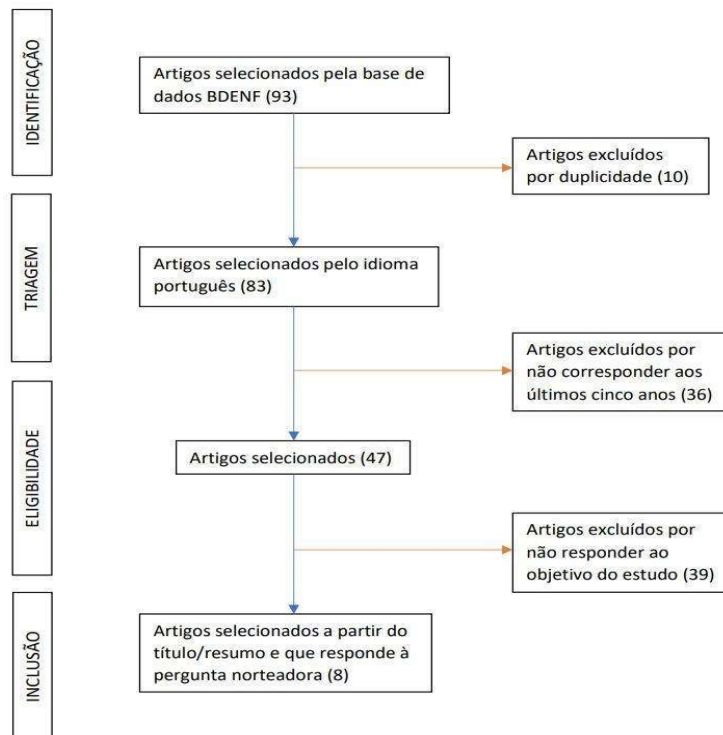 IDENTIFICAÇÃO
Artigos selecionados pela base de
dados BDENF (93)
Artigos excluídos
por duplicidade (10)
TRIAGEM
Artigos selecionados pelo idioma
português (83)
Artigos excluídos por
não corresponder aos
últimos cinco anos (36)
ELIGIBILIDADE
Artigos selecionados (47)
Artigos excluídos por
não responder ao
objetivo do estudo (39)
INCLUSÃO
Artigos selecionados a partir do
título/resumo e que responde à
pergunta norteadora (8)